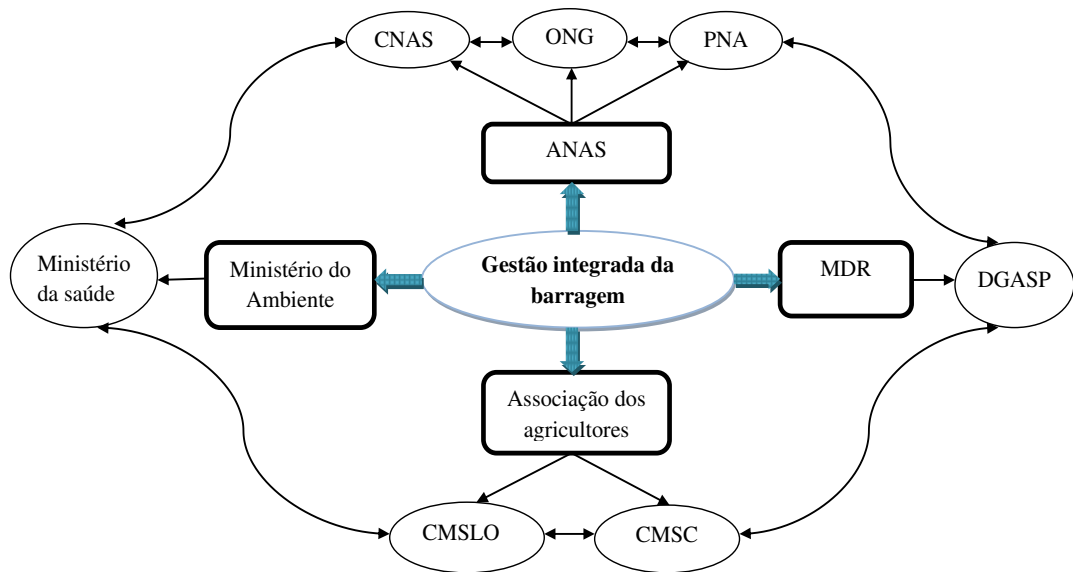 CNAS
ONG
PNA
ANAS
Ministério
da saúde
Ministério do
Ambiente
Gestão integrada da
barragem
MDR
DGASP
Associação dos
agricultores
CMSLO
CMSC